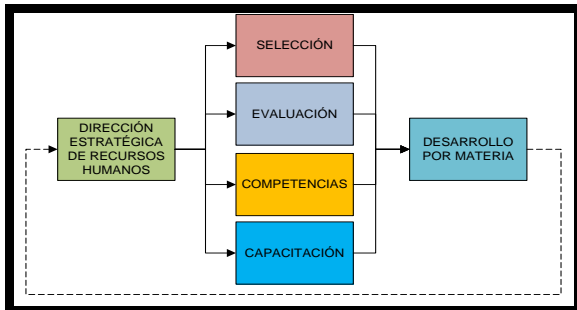 SELECCIÓN
EVALUACIÓN
DIRECCIÓN
ESTRATÉGICA
DE RECURSOS
HUMANOS
DESARROLLO
POR MATERIA
COMPETENCIAS
CAPACITACIÓN